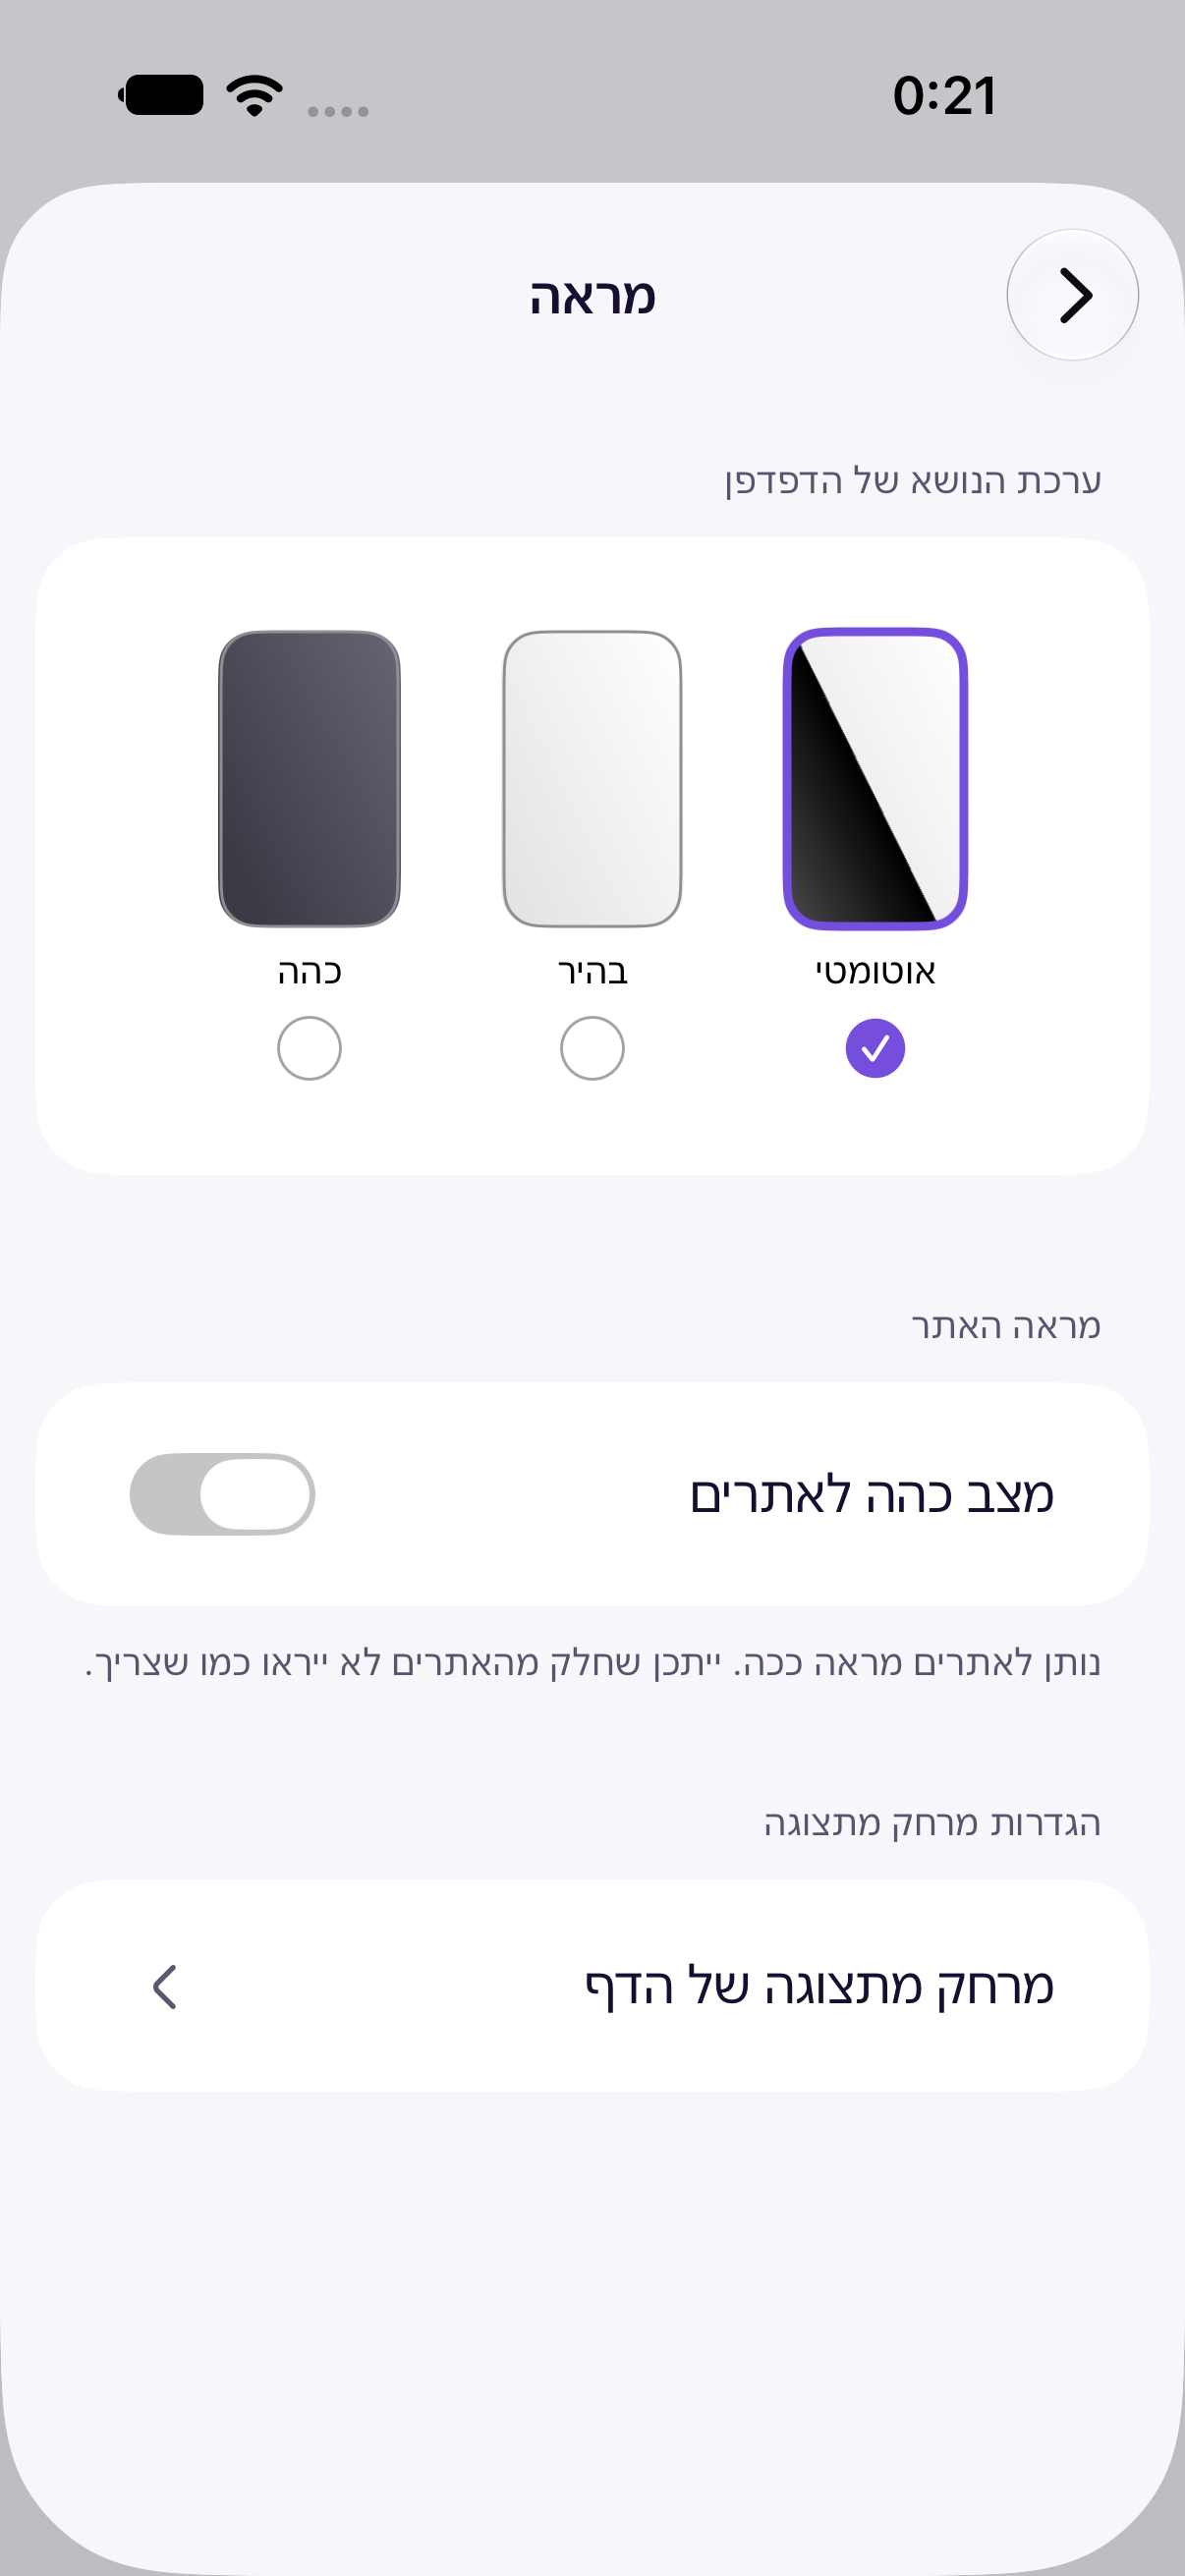 0:21
מראה
ערכת הנושא של הדפדפן
אוטומטי
בהיר
כהה
מראה האתר
מצב כהה לאתרים
נותן לאתרים מראה ככה. ייתכן שחלק מהאתרים לא ייראו כמו שצריך.
הגדרות מרחק מתצוגה
מרחק מתצוגה של הדף